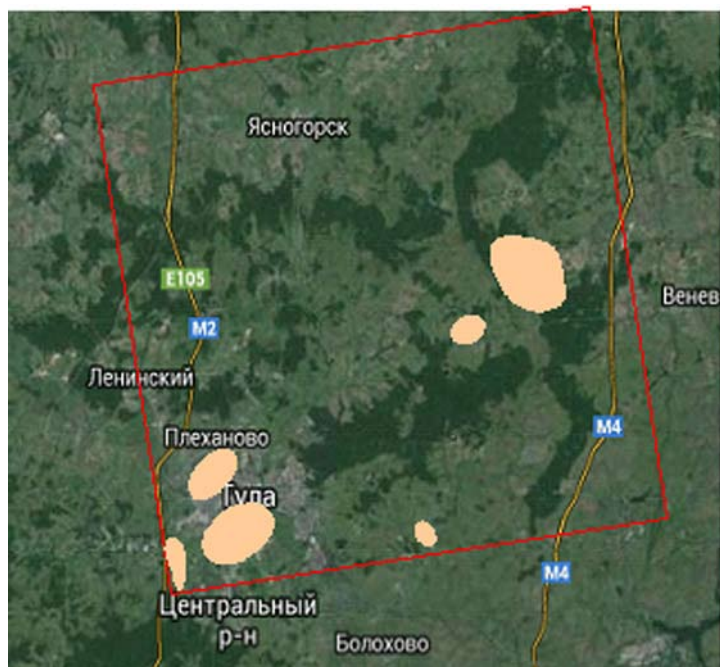 Ясногорск
E105
Венев
M2
Ленинский
M4
Плеханово
Тула
M4
Центральный
р-н
Болохово